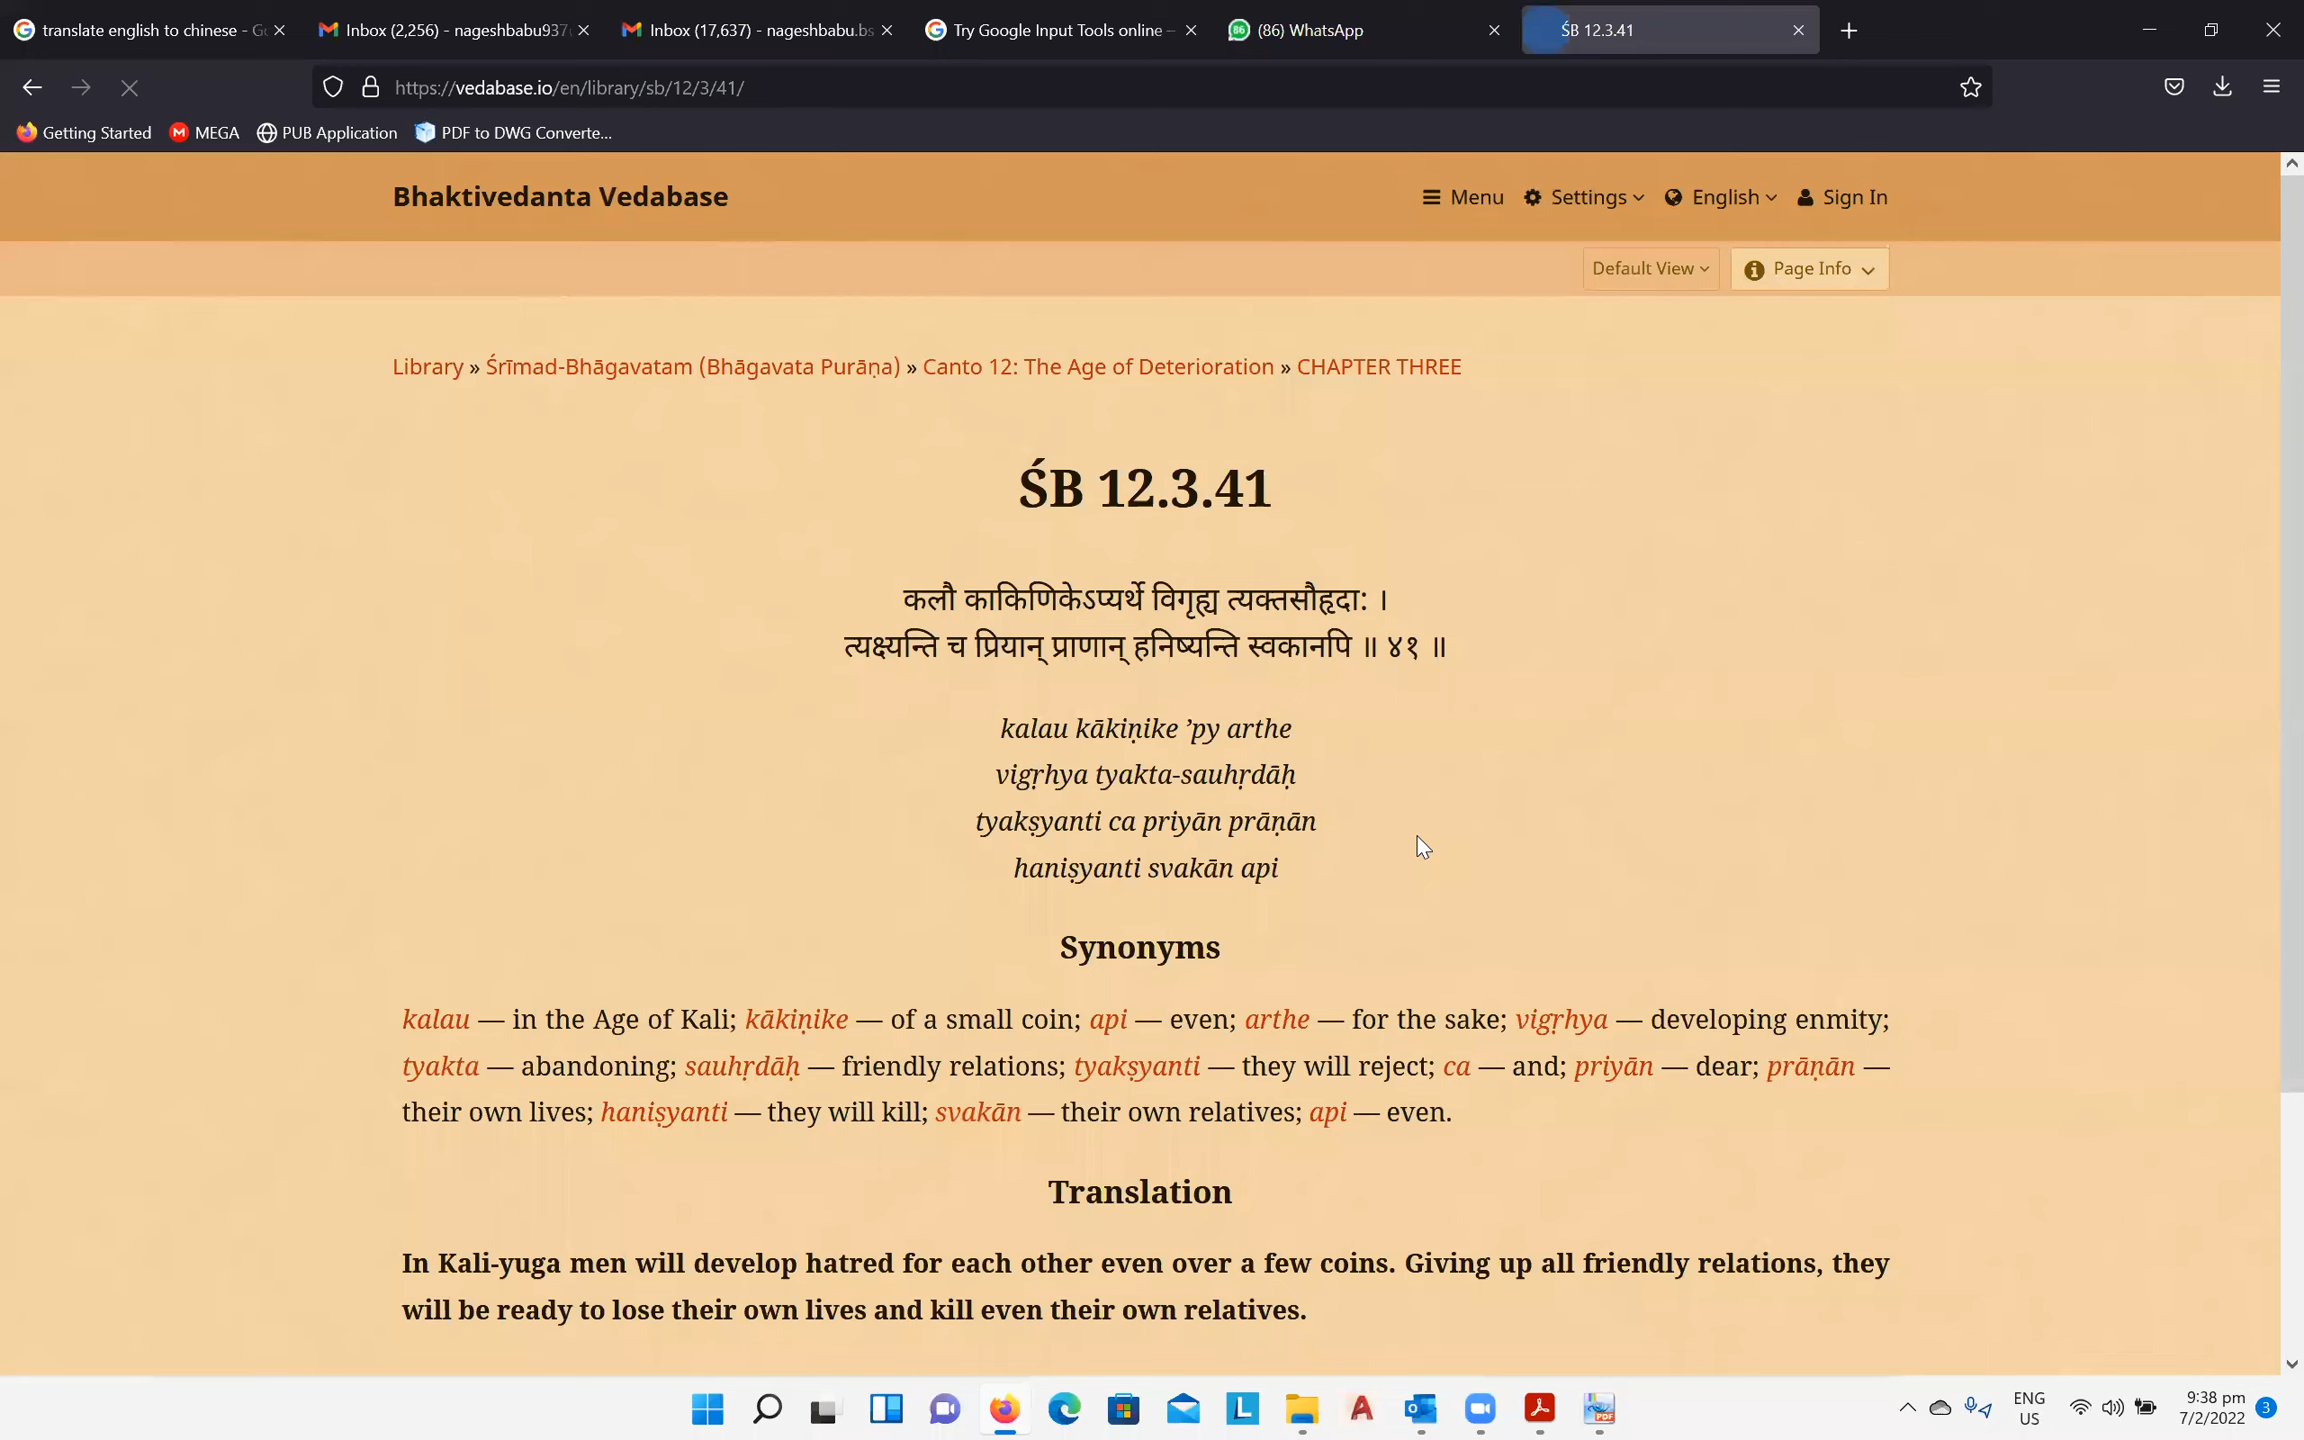 translate english to chinese - Go
Inbox (2,256) - nageshbabu937
Inbox (17,637) - nageshbabu.bs
Try Google Input Tools online –
(86) WhatsApp
ŚB 12.3.41
https://vedabase.io/en/library/sb/12/3/41/
Getting Started
MEGA
PUB Application
PDF to DWG Converte...
Bhaktivedanta Vedabase
Menu
Settings
English
Sign In
Default View
Page Info
Library » Śrīmad-Bhāgavatam (Bhāgavata Purāṇa) » Canto 12: The Age of Deterioration » CHAPTER THREE
ŚB 12.3.41
कलौ काकिणिकेऽप्यर्थे विगृह्य त्यक्तसौहृदा: ।
त्यक्ष्यन्ति च प्रियान् प्राणान् हनिष्यन्ति स्वकानपि ॥ ४१ ॥
kalau kākiṇike ’py arthe
vigṛhya tyakta-sauhṛdāḥ
tyakṣyanti ca priyān prāṇān
haniṣyanti svakān api
Synonyms
kalau — in the Age of Kali; kākiṇike — of a small coin; api — even; arthe — for the sake; vigṛhya — developing enmity;
tyakta — abandoning; sauhṛdāḥ — friendly relations; tyakṣyanti — they will reject; ca — and; priyān — dear; prāṇān —
their own lives; haniṣyanti — they will kill; svakān — their own relatives; api — even.
Translation
In Kali-yuga men will develop hatred for each other even over a few coins. Giving up all friendly relations, they
will be ready to lose their own lives and kill even their own relatives.
ENG
US
9:38 pm
7/2/2022
3